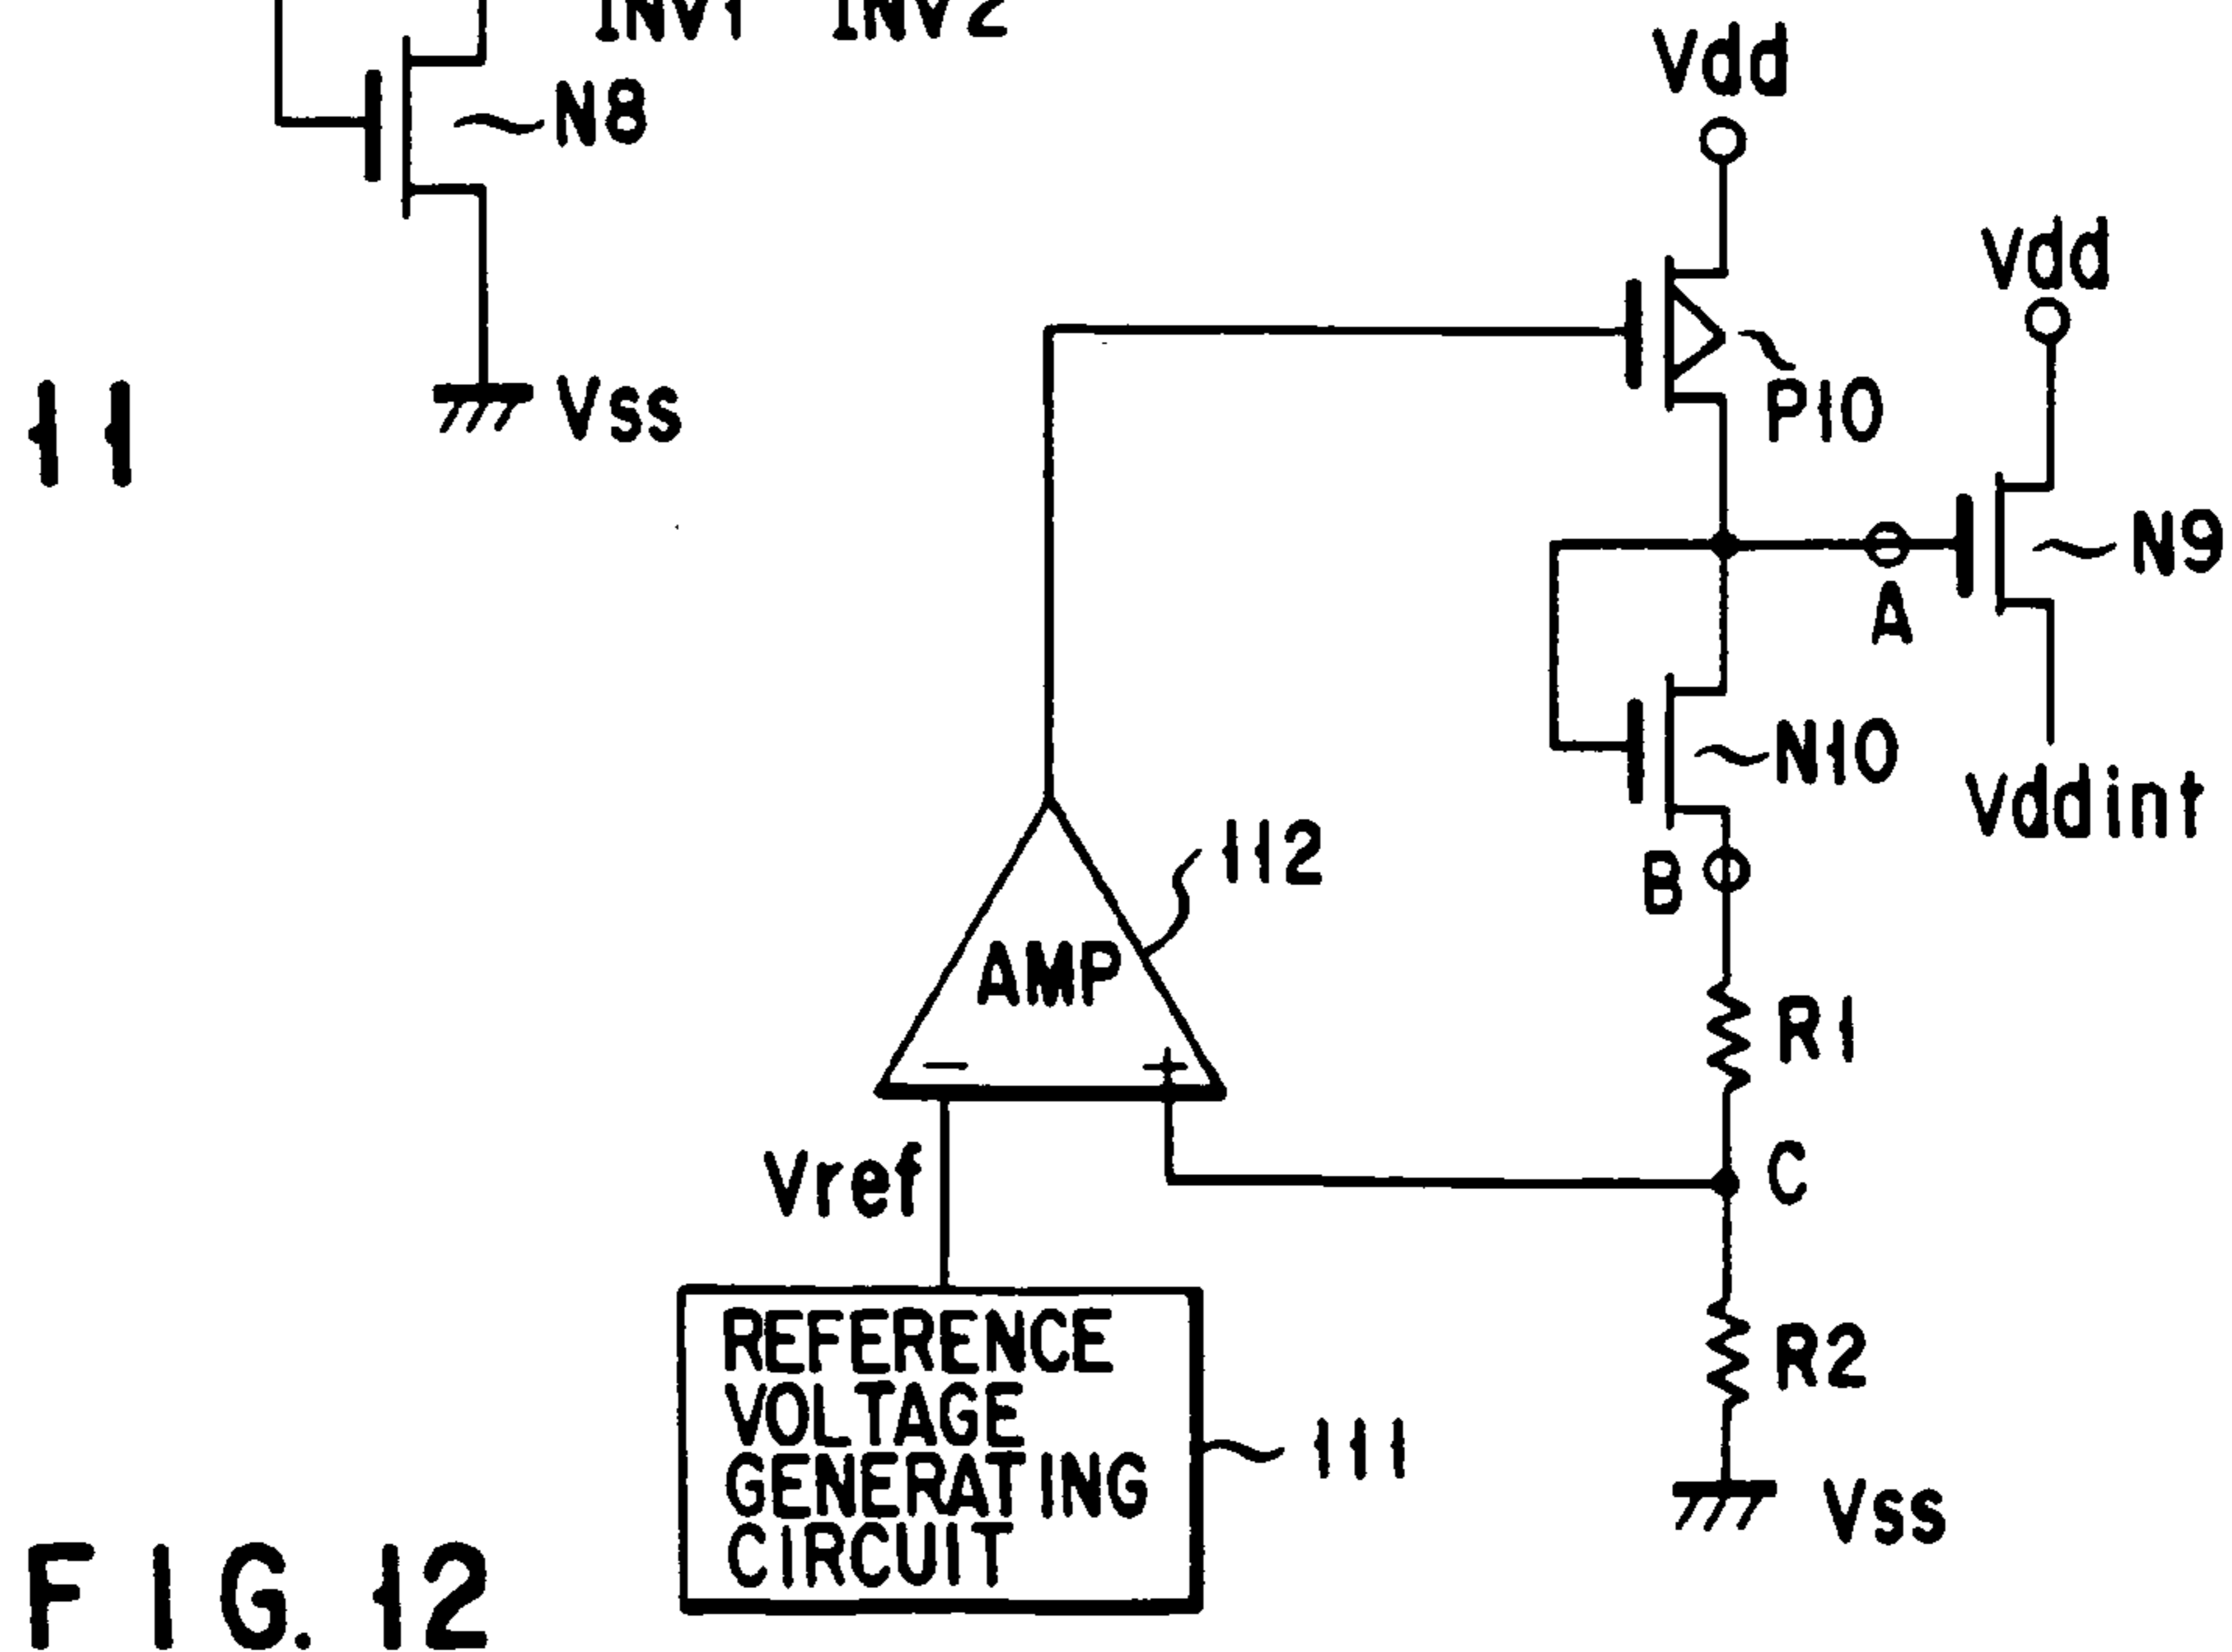 INV1 INV2
N8
Vss
11
Vdd
Vdd
P10
N9
A
N10
Vddint
B
112
AMP
- +
R1
C
Vref
REFERENCE
VOLTAGE
GENERATING
CIRCUIT
111
R2
Vss
FIG. 12